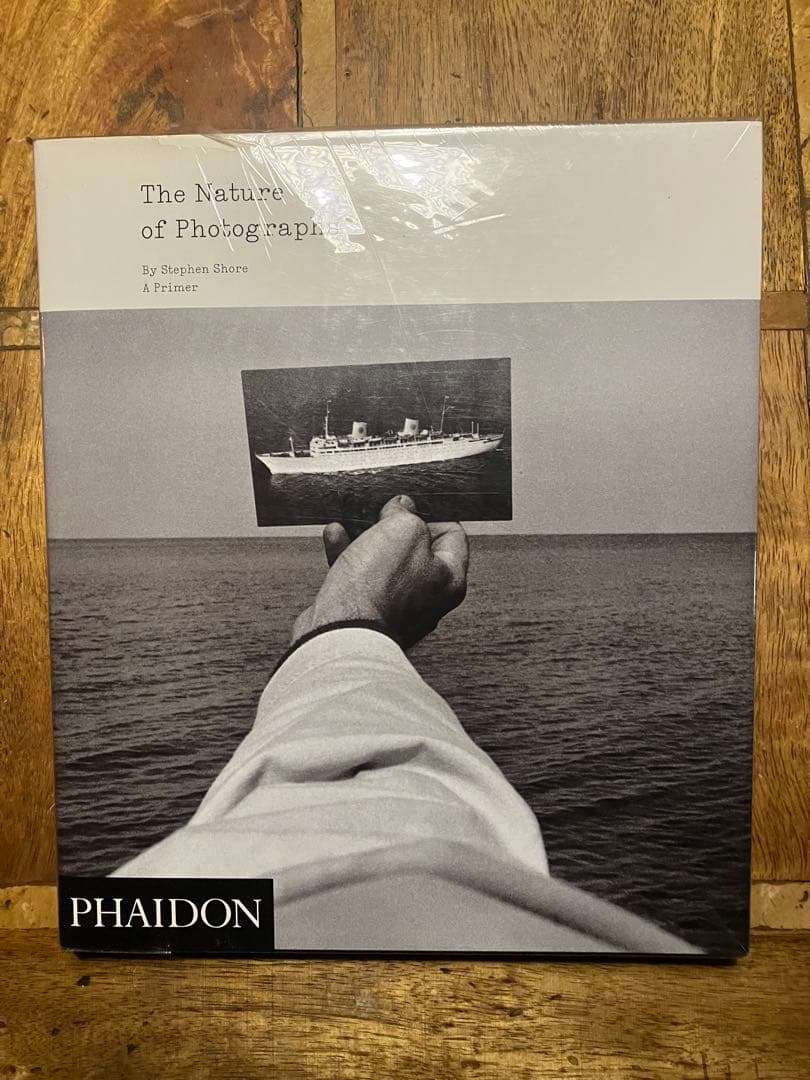 The Nature
of Photographs
By Stephen Shore
A Primer
PHAIDON